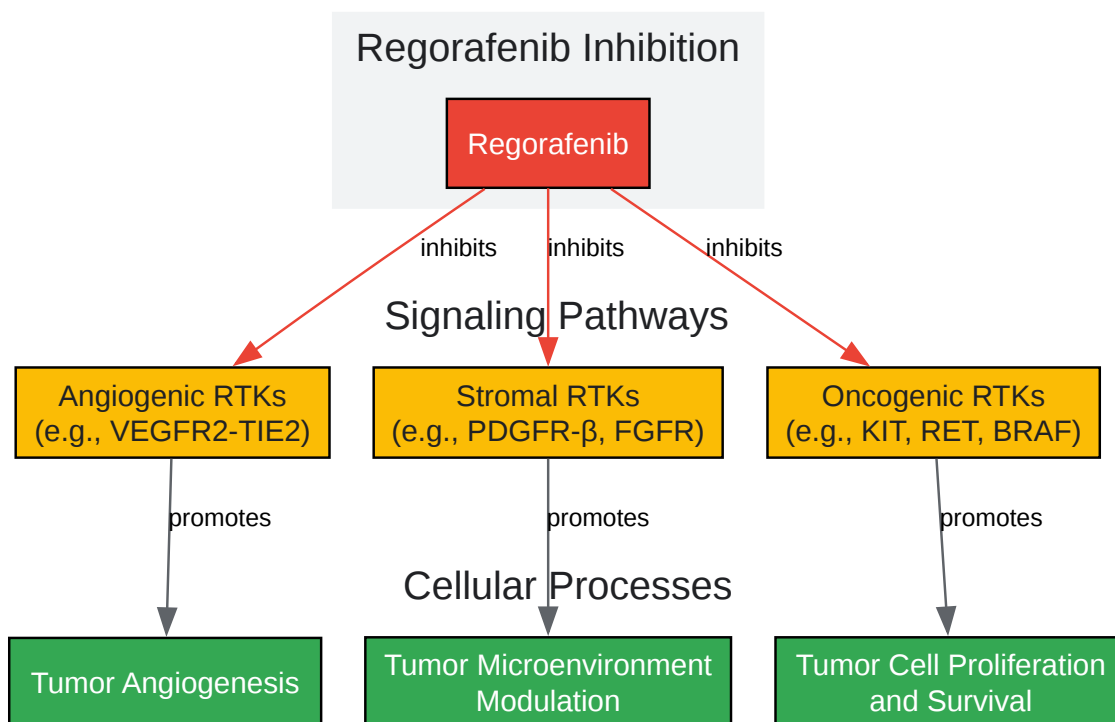 Regorafenib Inhibition
Regorafenib
inhibits
inhibits
inhibits
Signaling Pathways
Angiogenic RTKs
(e.g., VEGFR2-TIE2)
Stromal RTKs
(e.g., PDGFR-β, FGFR)
Oncogenic RTKs
(e.g., KIT, RET, BRAF)
promotes
promotes
promotes
Cellular Processes
Tumor Angiogenesis
Tumor Microenvironment
Modulation
Tumor Cell Proliferation
and Survival